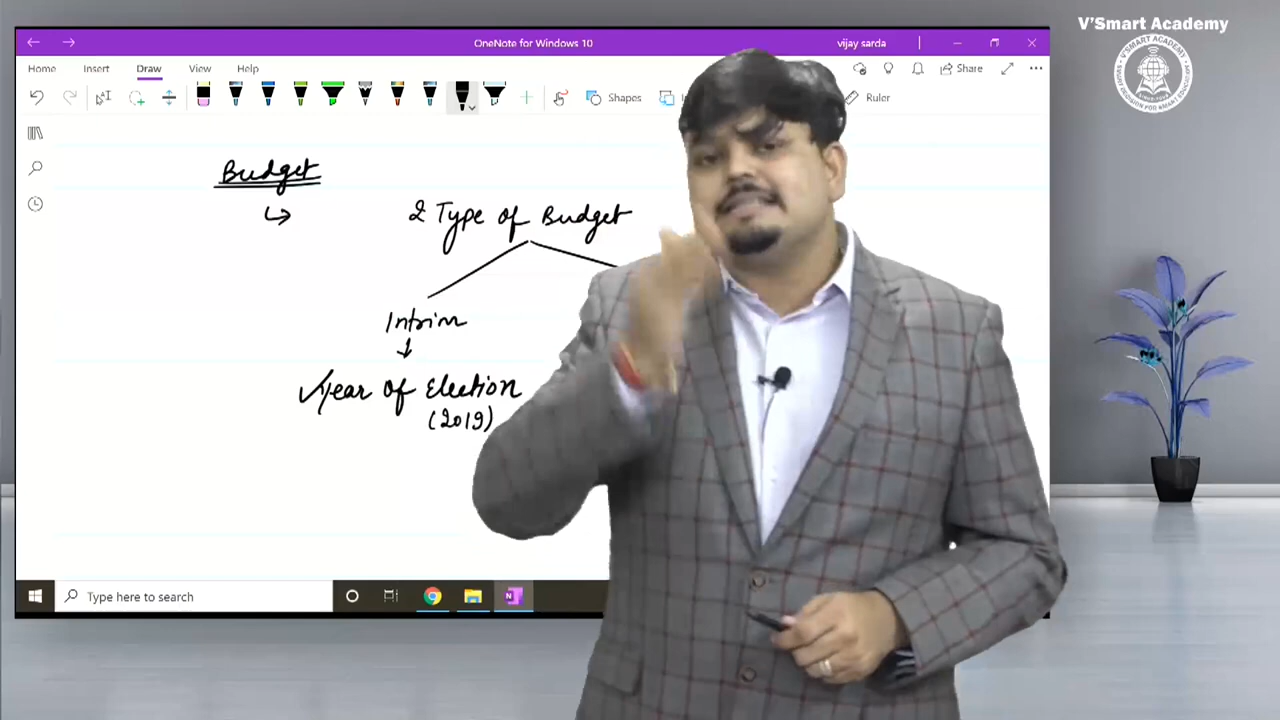 V'Smart Academy
OneNote for Windows 10
vijay sarda
Home Insert Draw View Help
Share
Shapes
Ruler
Budget
2 Type of Budget
Intrim
Year of Election
(2019)
Type here to search